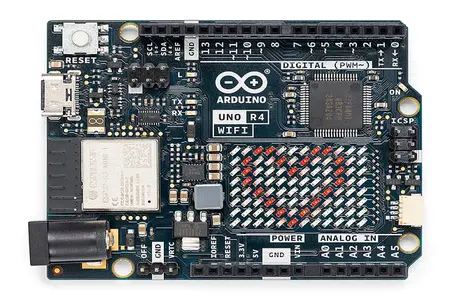 RESET
SCL
SDA
AREF
GND
13
12
~11
~10
~9
8
7
~6
~5
4
~3
2
TX→1
RX←0
L
DIGITAL (PWM~)
ARDUINO
TX
RX
ON
UNO R4
WIFI
ICSP
ESPRESSIF
OFF
GND
VRTC
IOREF
RESET
3.3V
5V
GND
VIN
POWER
ANALOG IN
A0
A1
A2
A3
A4
A5